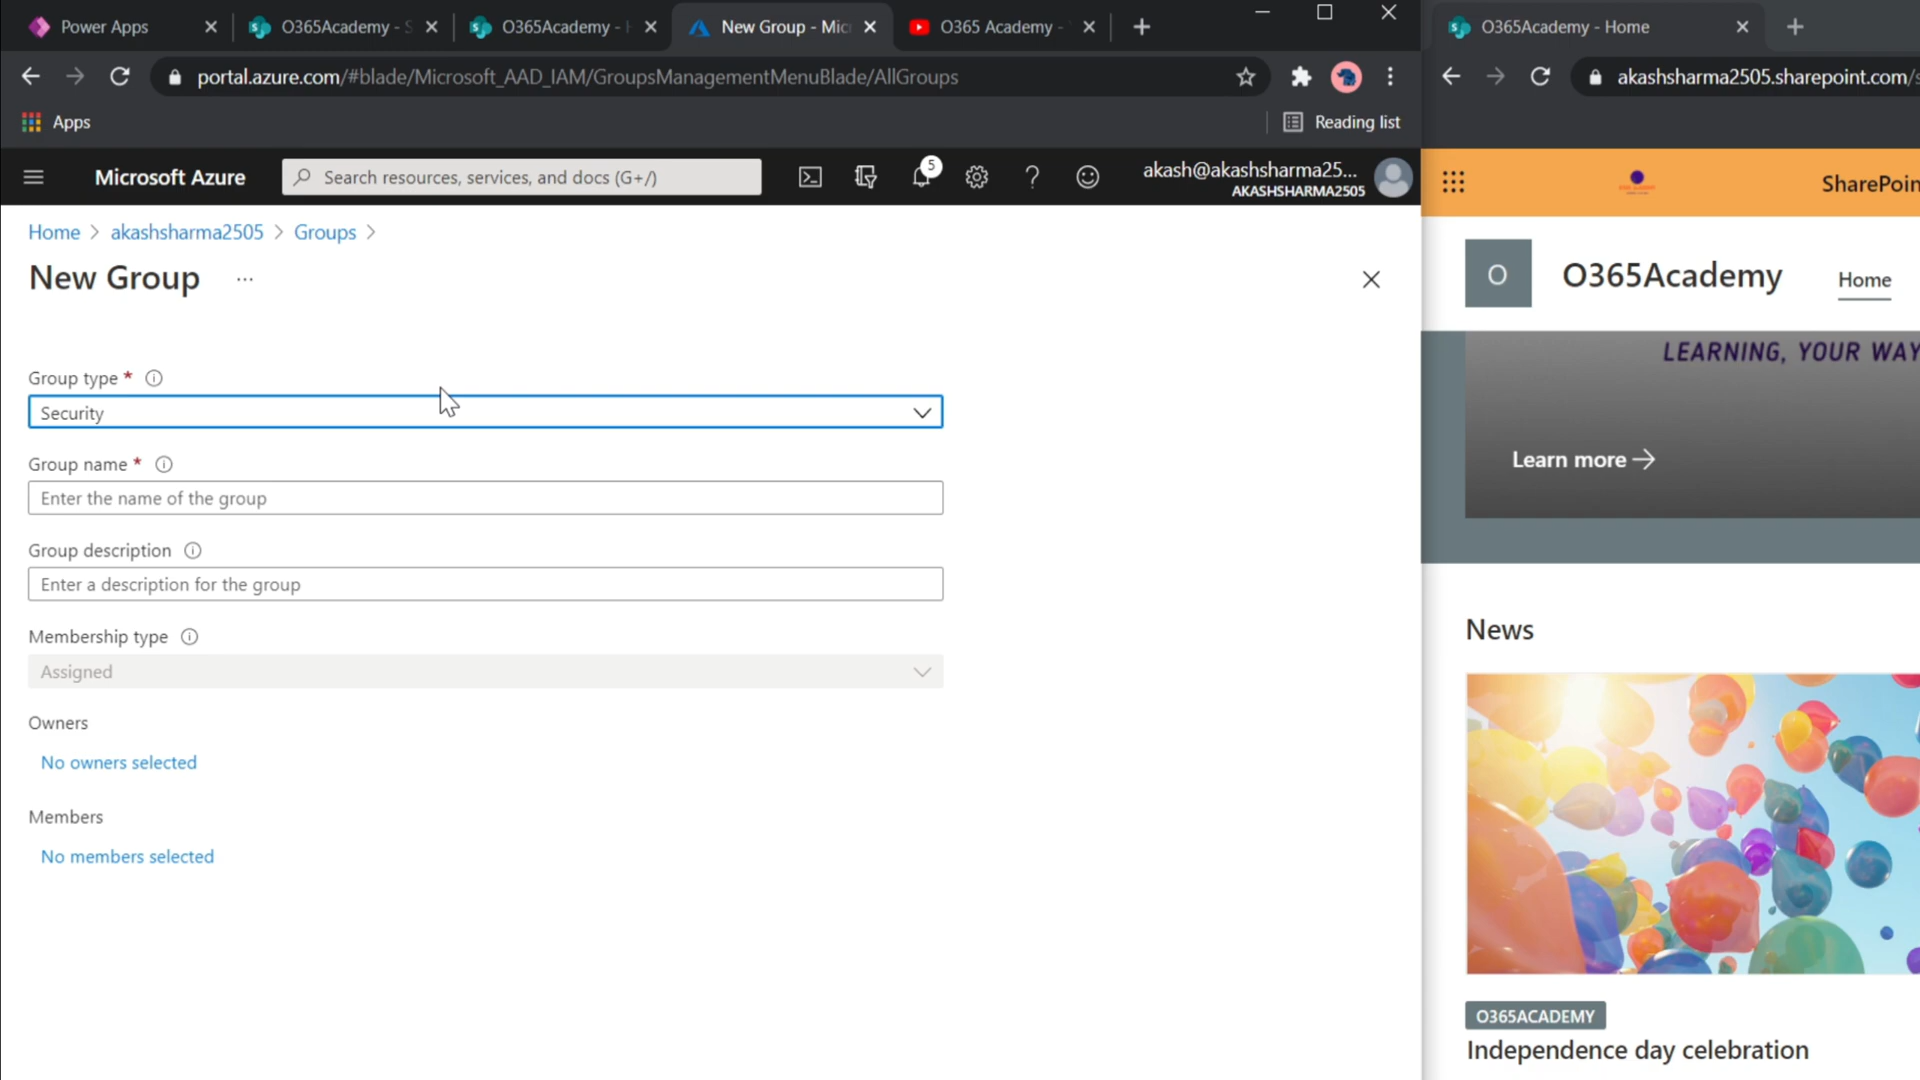 Power Apps
O365Academy - S
O365Academy - H
New Group - Mic
O365 Academy - Y
O365Academy - Home
portal.azure.com/#blade/Microsoft_AAD_IAM/GroupsManagementMenuBlade/AllGroups
akashsharma2505.sharepoint.com/s
Apps
Reading list
Microsoft Azure
Search resources, services, and docs (G+/)
5
akash@akashsharma25...
AKASHSHARMA2505
SharePoin
Home > akashsharma2505 > Groups >
New Group ...
O
O365Academy
Home
Group type *
Security
Group name *
Enter the name of the group
Group description
Enter a description for the group
Membership type
Assigned
Owners
No owners selected
Members
No members selected
LEARNING, YOUR WAY
Learn more
News
O365ACADEMY
Independence day celebration